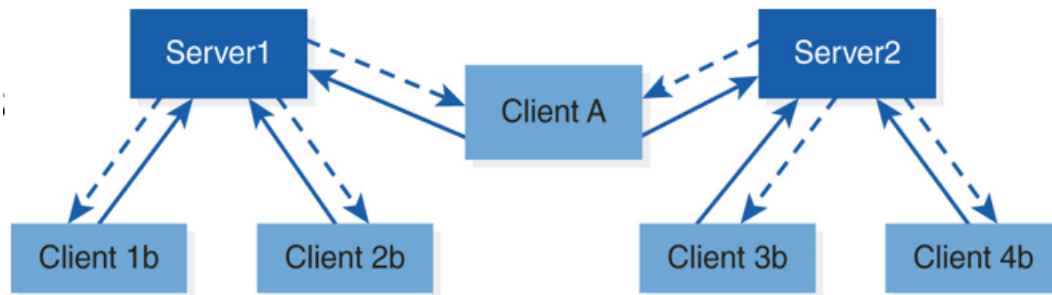 Server1
Server2
Client A
Client 1b
Client 2b
Client 3b
Client 4b